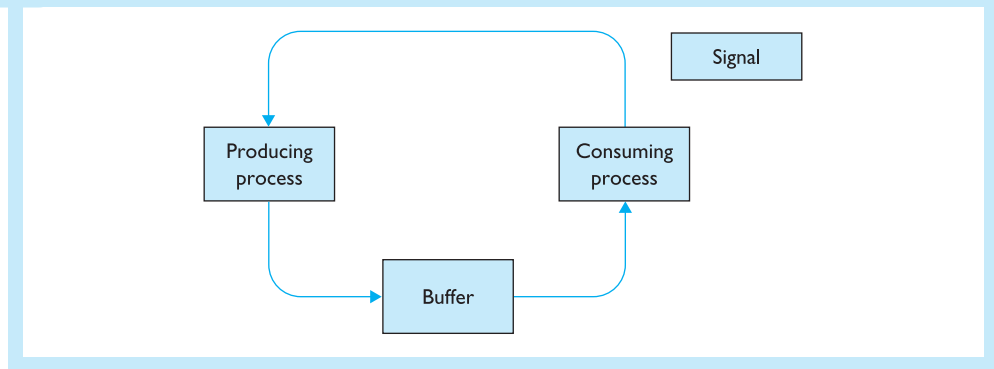 Signal
Producing
process
Consuming
process
Buffer